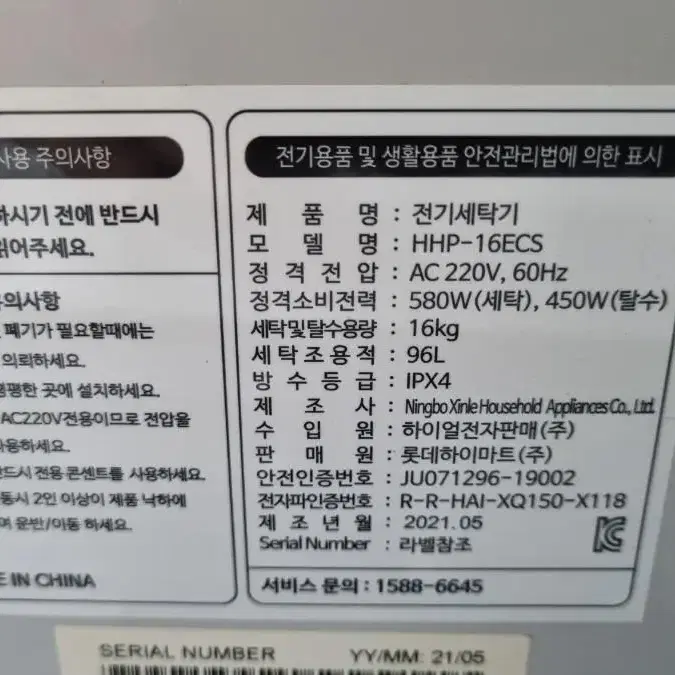 사용 주의사항
하시기 전에 반드시
읽어주세요.
주의사항
폐기가 필요할때에는
의뢰하세요.
평평한 곳에 설치하세요.
AC220V전용이므로 전압을
사용하세요.
반드시 전용 콘센트를 사용하세요.
동시 2인 이상이 제품 낙하에
운반/이동 하세요.
IN CHINA
전기용품 및 생활용품 안전관리법에 의한 표시
제 품 명 : 전기세탁기
모 델 명 : HHP-16ECS
정 격 전 압 : AC 220V, 60Hz
정격소비전력 : 580W(세탁), 450W(탈수)
세탁및탈수용량 : 16kg
세탁조용적 : 96L
방 수 등 급 : IPX4
제 조 사 : Ningbo Xinle Household Appliances Co., Ltd.
수 입 원 : 하이얼전자판매(주)
판 매 원 : 롯데하이마트(주)
안전인증번호 : JU071296-19002
전자파인증번호 : R-R-HAI-XQ150-X118
제 조 년 월 : 2021.05
Serial Number : 라벨참조
서비스 문의 : 1588-6645
SERIAL NUMBER YY/MM: 21/05